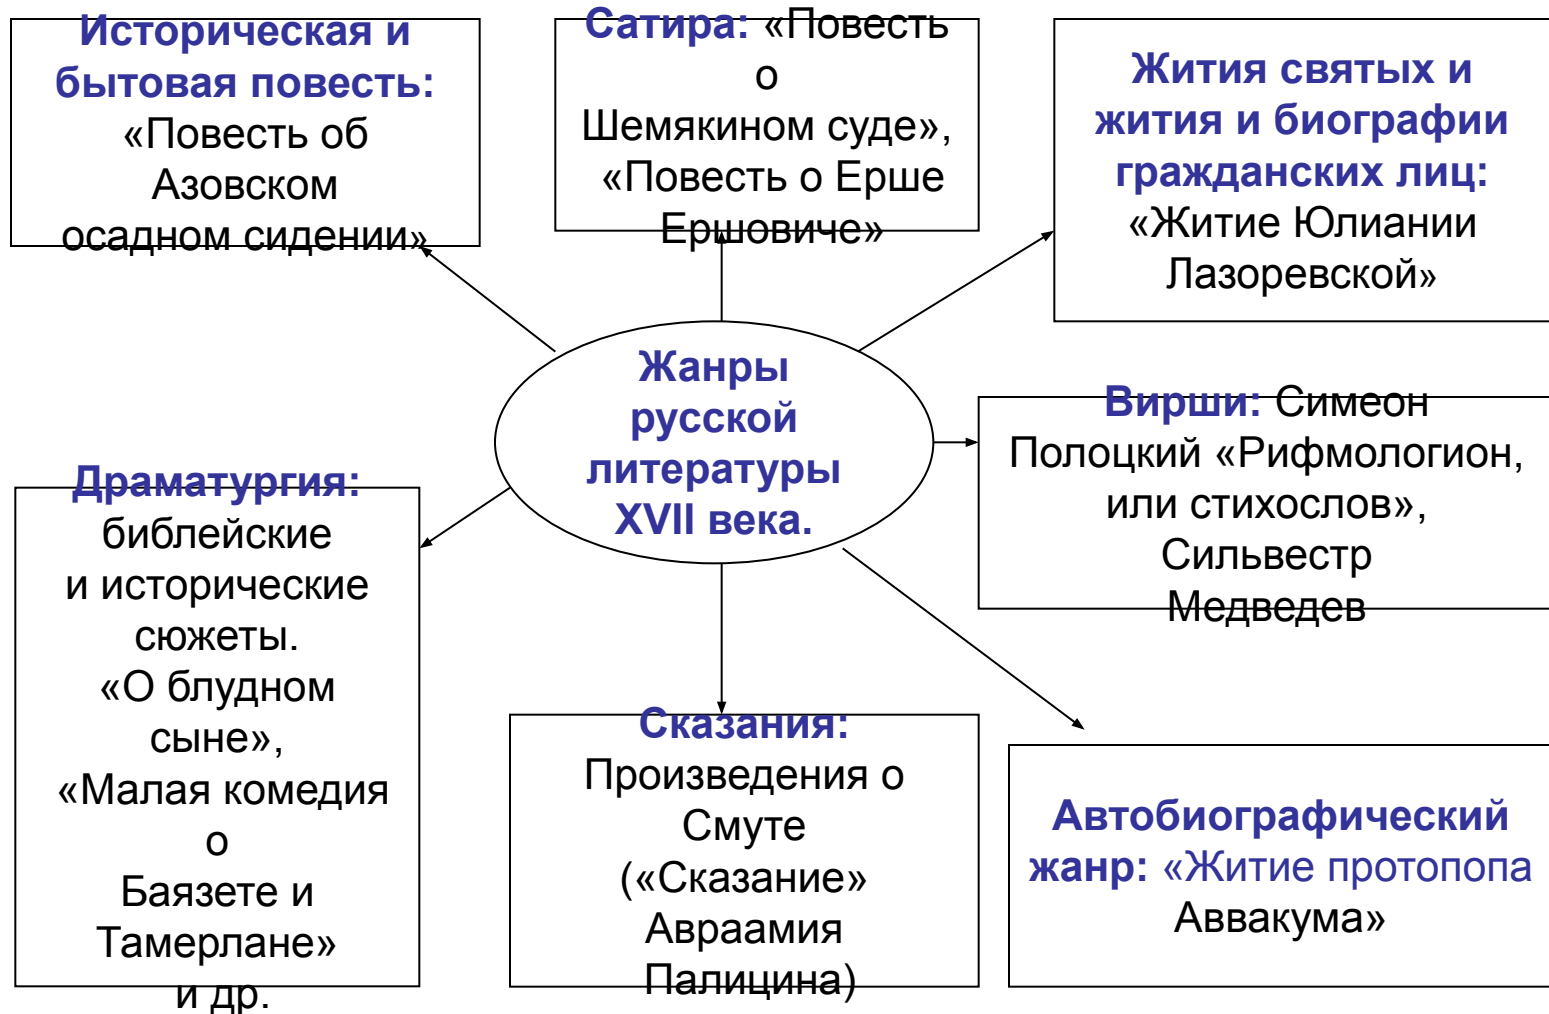 Историческая и
бытовая повесть:
«Повесть об
Азовском
осадном сидении»
Сатира: «Повесть
о
Шемякином суде»,
«Повесть о Ерше
Ершовиче»
Жития святых и
жития и биографии
гражданских лиц:
«Житие Юлиании
Лазоревской»
Жанры
русской
литературы
XVII века.
Вирши: Симеон
Полоцкий «Рифмологион,
или стихослов»,
Сильвестр
Медведев
Драматургия:
библейские
и исторические
сюжеты.
«О блудном
сыне»,
«Малая комедия
о
Баязете и
Тамерлане»
и др.
Сказания:
Произведения о
Смуте
(«Сказание»
Авраамия
Палицина)
Автобиографический
жанр: «Житие протопопа
Аввакума»